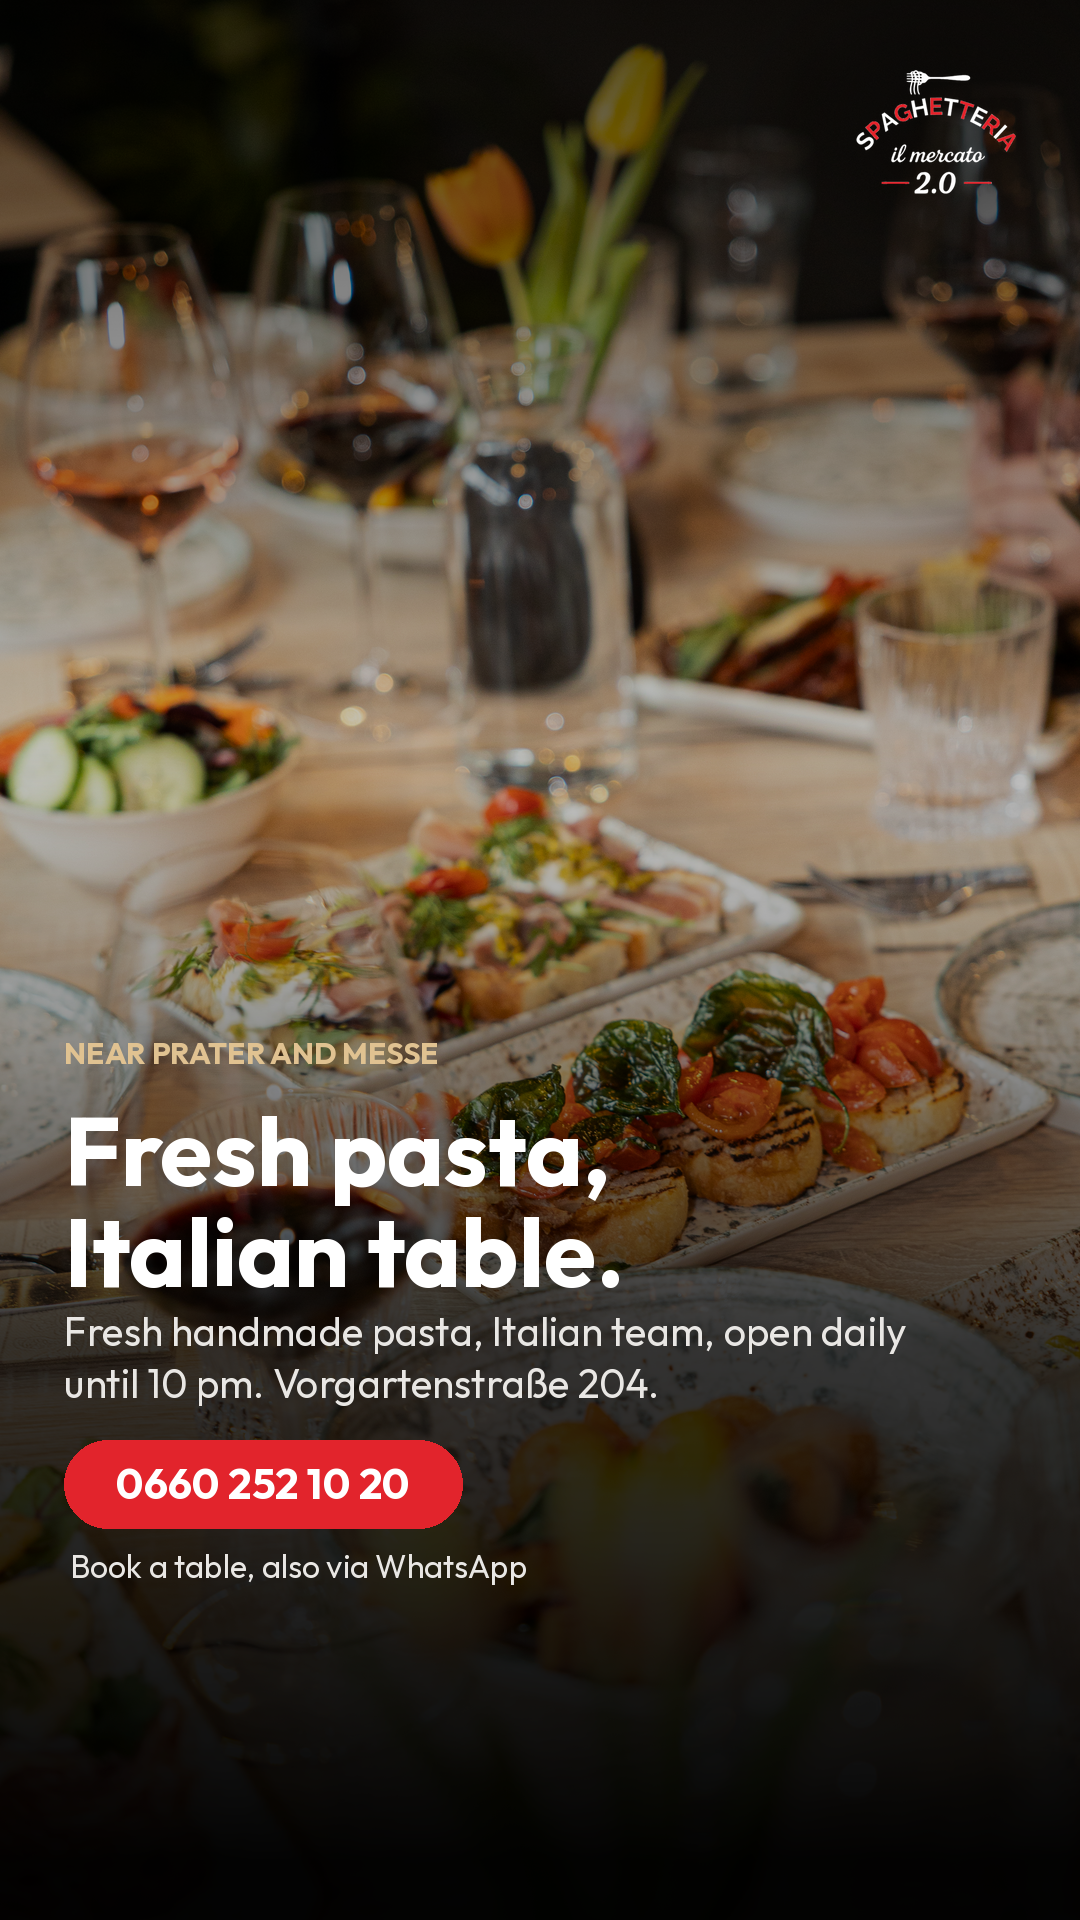 SPAGHETTERIA
il mercato
2.0
NEAR PRATER AND MESSE
Fresh pasta,
Italian table.
Fresh handmade pasta, Italian team, open daily
until 10 pm. Vorgartenstraße 204.
0660 252 10 20
Book a table, also via WhatsApp